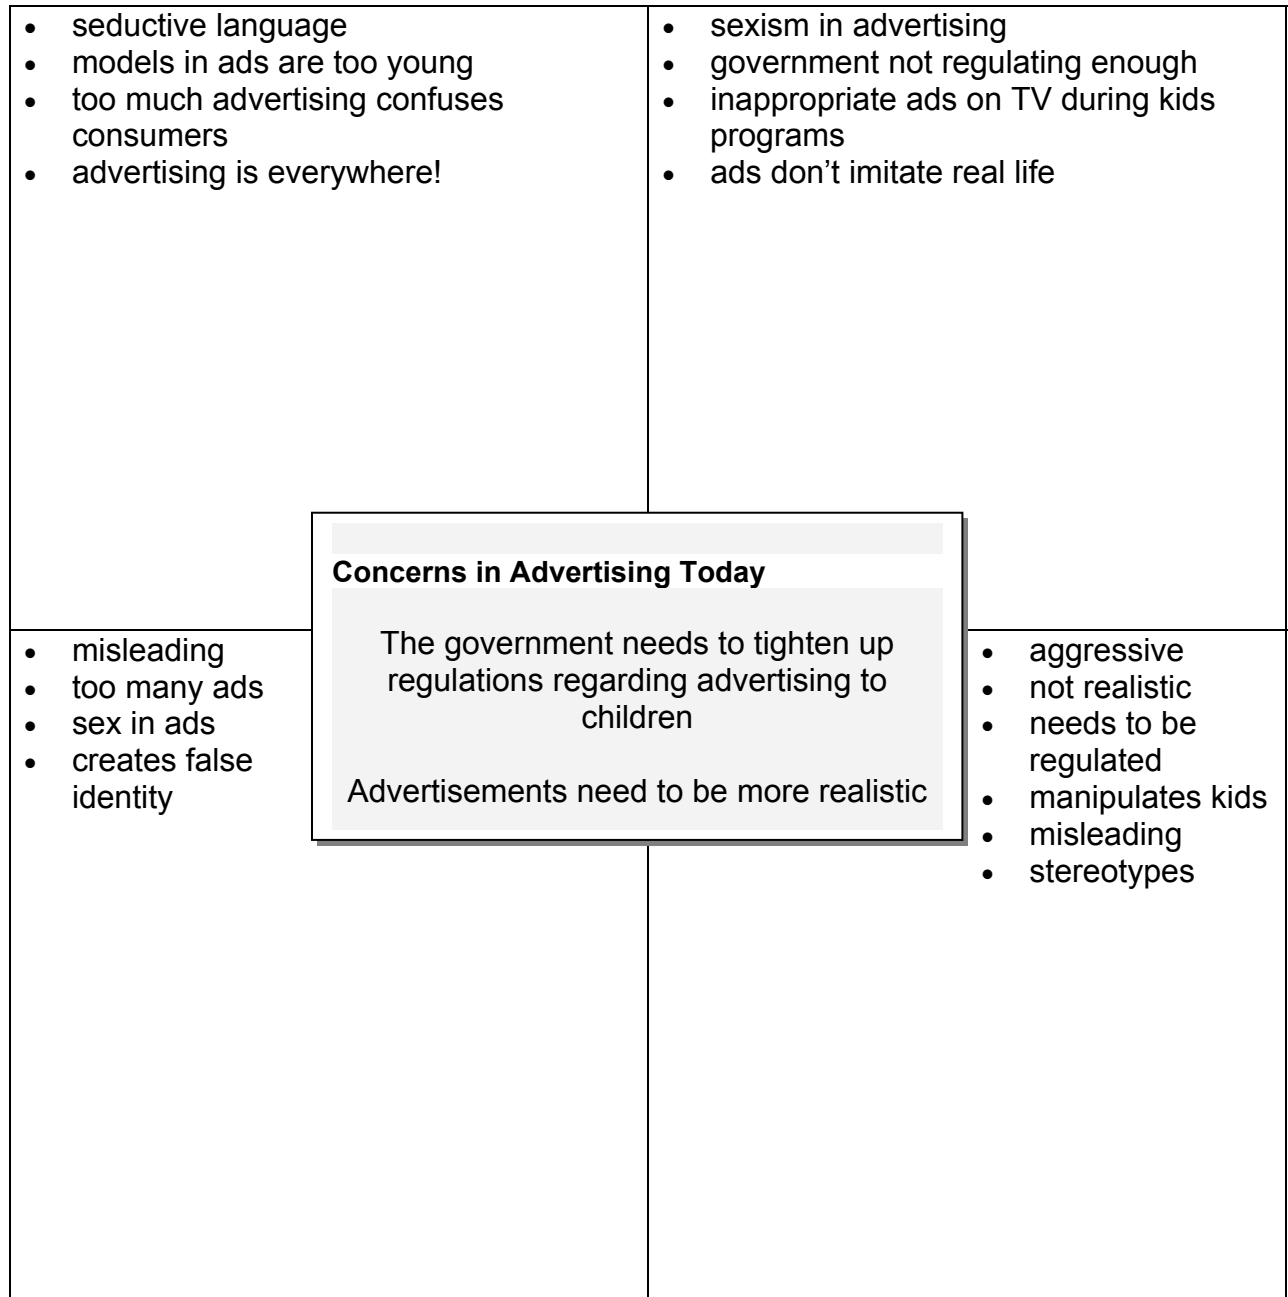 • seductive language
• models in ads are too young
• too much advertising confuses
consumers
• advertising is everywhere!
• sexism in advertising
• government not regulating enough
• inappropriate ads on TV during kids
programs
• ads don’t imitate real life
Concerns in Advertising Today
The government needs to tighten up
regulations regarding advertising to
children
Advertisements need to be more realistic
• misleading
• too many ads
• sex in ads
• creates false
identity
• aggressive
• not realistic
• needs to be
regulated
• manipulates kids
• misleading
• stereotypes